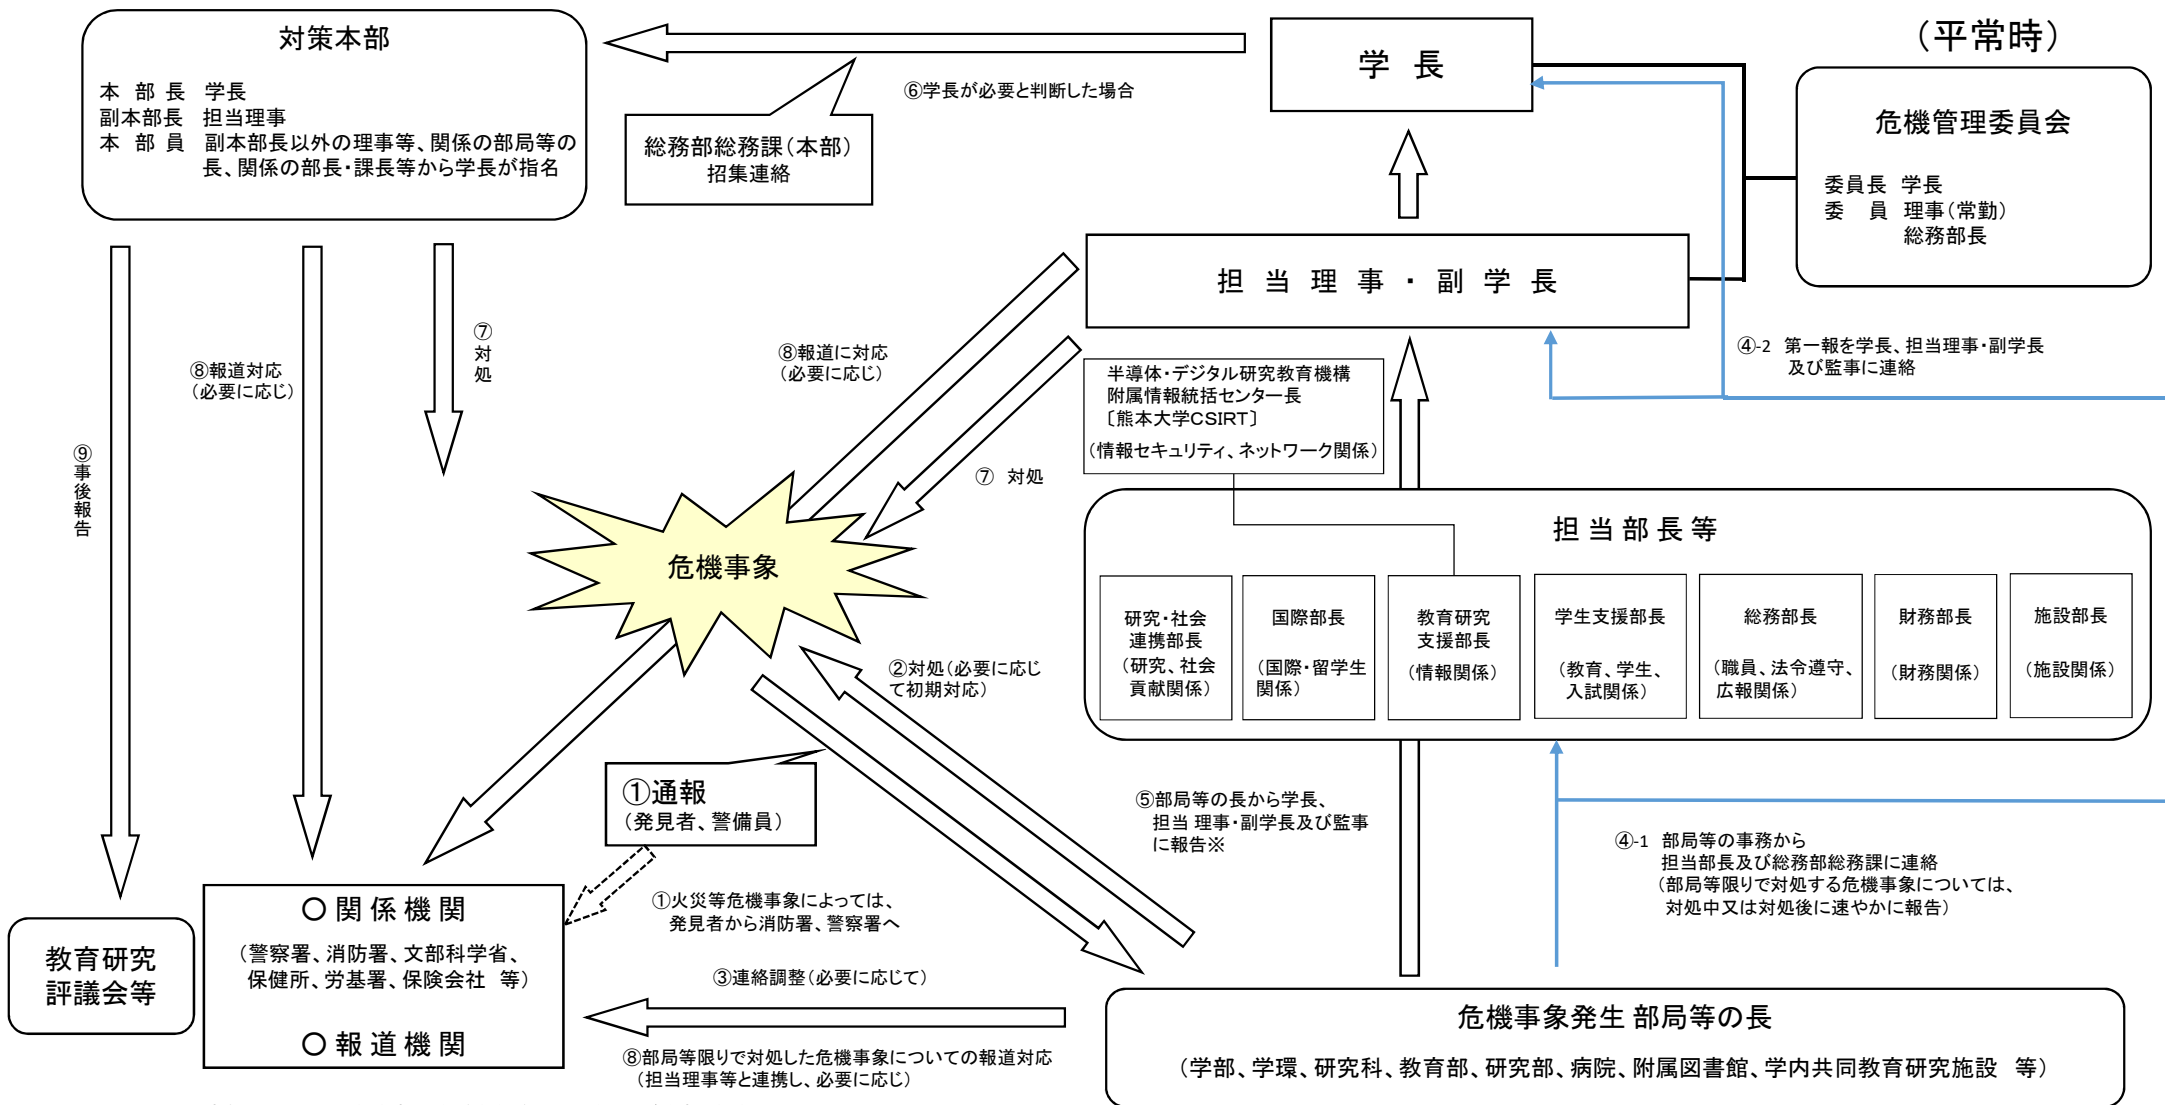 対策本部
本 部 長 学長
副本部長 担当理事
本 部 員 副本部長以外の理事等、関係の部局等の
長、関係の部長・課長等から学長が指名
⑥学長が必要と判断した場合
総務部総務課（本部）
招集連絡
学 長
（平常時）
危機管理委員会
委員長 学長
委 員 理事（常勤）
総務部長
担 当 理 事 ・ 副 学 長
④-2 第一報を学長、担当理事・副学長
及び監事に連絡
⑦
対
処
⑧報道対応
（必要に応じ）
⑨
事
後
報
告
⑧報道に対応
（必要に応じ）
⑦ 対処
半導体・デジタル研究教育機構
附属情報統括センター長
〔熊本大学CSIRT〕
（情報セキュリティ、ネットワーク関係）
危機事象
担 当 部 長 等
研究・社会
連携部長
（研究、社会
貢献関係）
国際部長
（国際・留学生
関係）
教育研究
支援部長
（情報関係）
学生支援部長
（教育、学生、
入試関係）
総務部長
（職員、法令遵守、
広報関係）
財務部長
（財務関係）
施設部長
（施設関係）
②対処（必要に応じ
て初期対応）
①通報
（発見者、警備員）
⑤部局等の長から学長、
担当 理事・副学長及び監事
に報告※
④-1 部局等の事務から
担当部長及び総務部総務課に連絡
（部局等限りで対処する危機事象については、
対処中又は対処後に速やかに報告）
①火災等危機事象によっては、
発見者から消防署、警察署へ
教育研究
評議会等
〇 関 係 機 関
（警察署、消防署、文部科学省、
保健所、労基署、保険会社 等）
〇 報 道 機 関
③連絡調整（必要に応じて）
⑧部局等限りで対処した危機事象についての報道対応
（担当理事等と連携し、必要に応じ）
危機事象発生 部局等の長
（学部、学環、研究科、教育部、研究部、病院、附属図書館、学内共同教育研究施設 等）